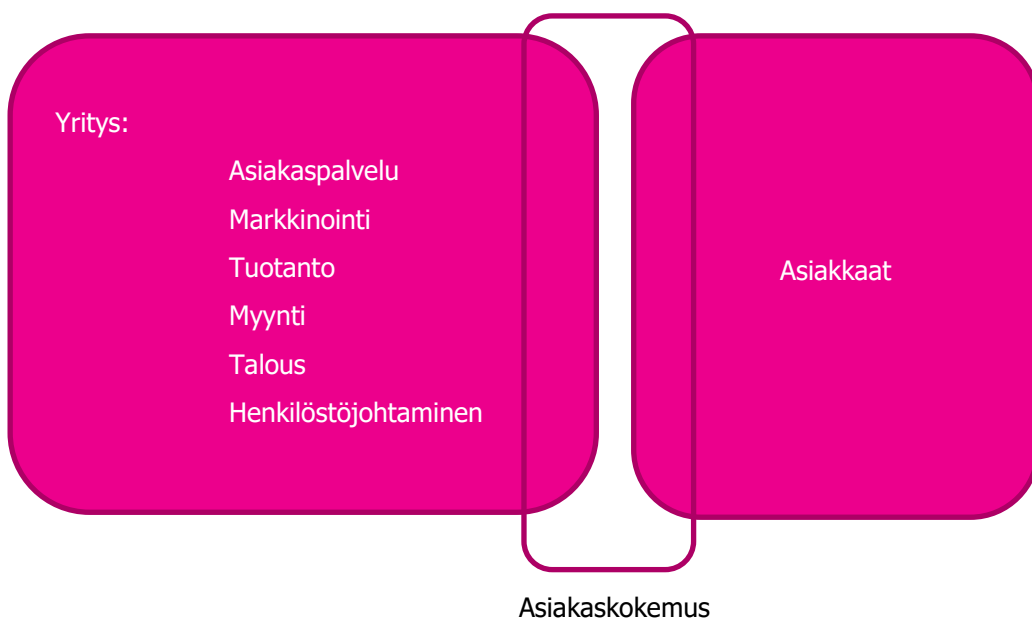 Yritys:
Asiakaspalvelu
Markkinointi
Tuotanto
Myynti
Talous
Henkilöstöjohtaminen
Asiakkaat
Asiakaskokemus